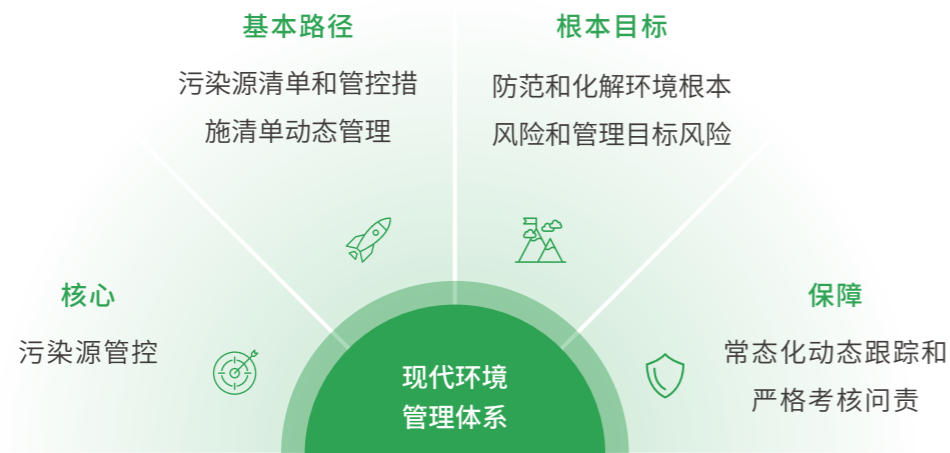 基本路径
污染源清单和管控措
施清单动态管理
根本目标
防范和化解环境根本
风险和管理目标风险
核心
污染源管控
保障
常态化动态跟踪和
严格考核问责
现代环境
管理体系